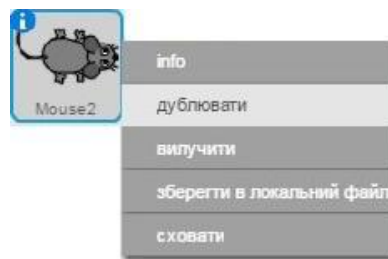 i
Mouse2
info
дублювати
вилучити
зберегти в локальний файл
сховати